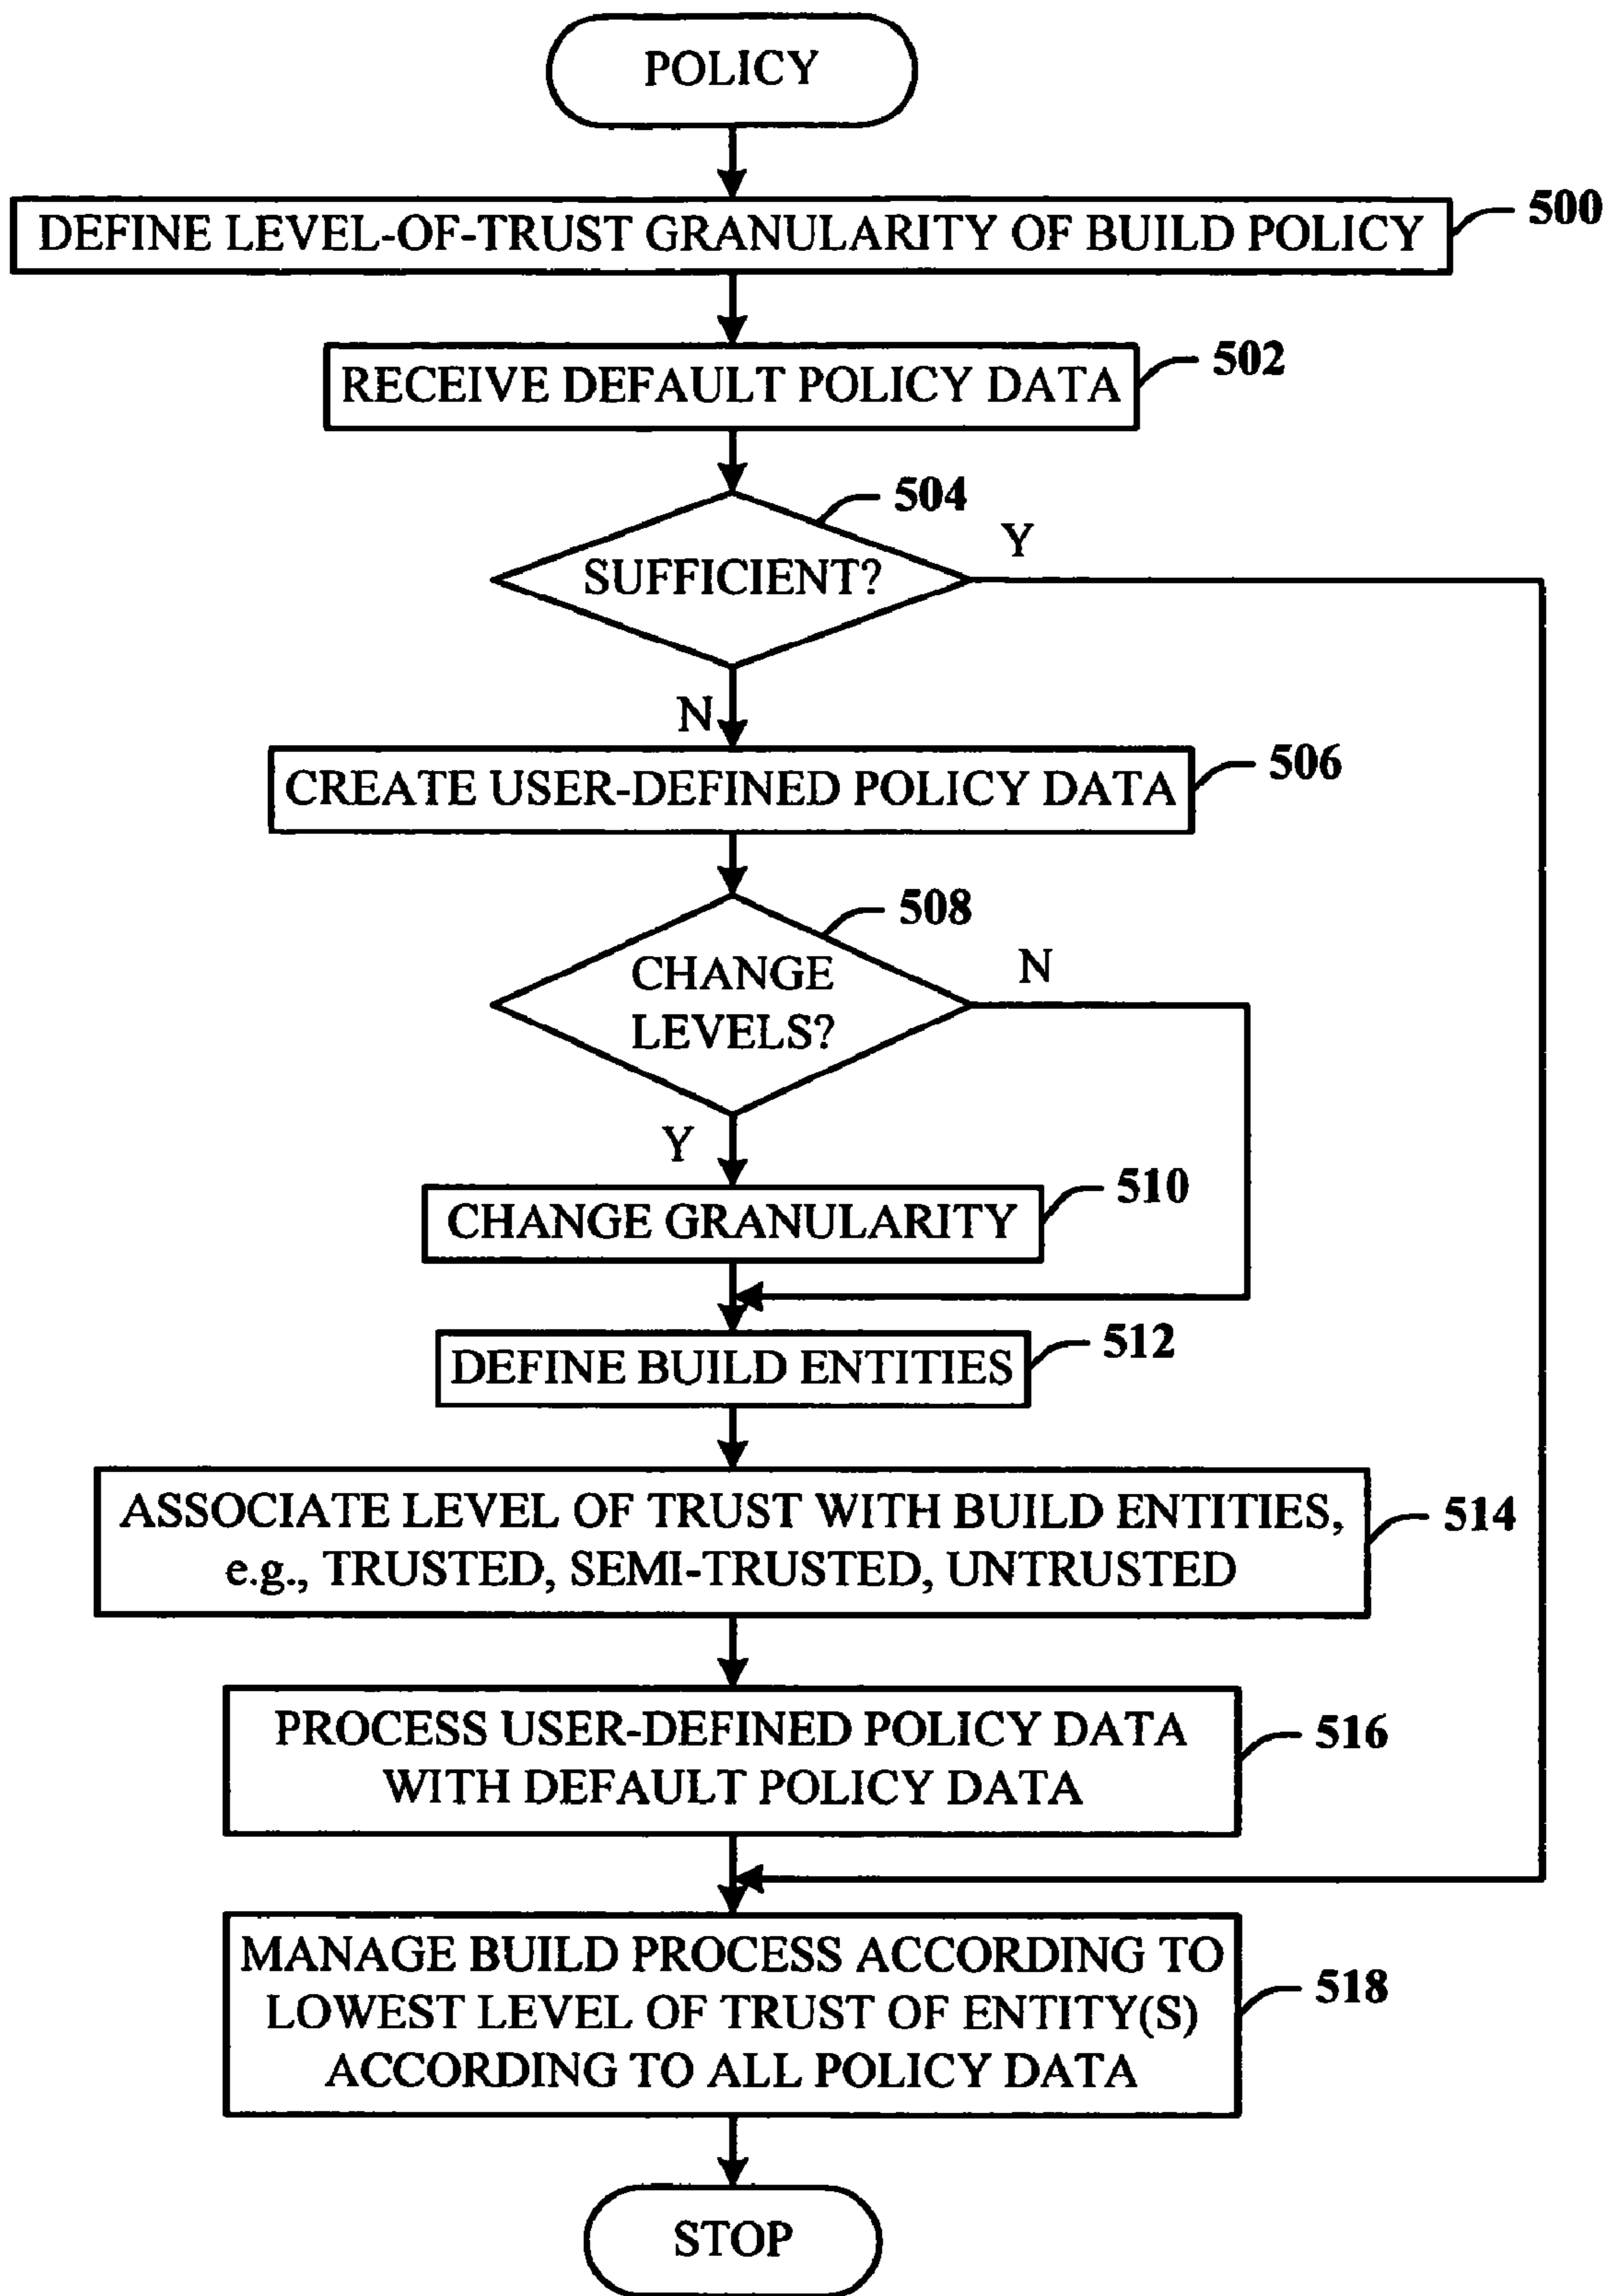 POLICY
DEFINE LEVEL-OF-TRUST GRANULARITY OF BUILD POLICY
500
RECEIVE DEFAULT POLICY DATA
502
504
SUFFICIENT?
Y
N
CREATE USER-DEFINED POLICY DATA
506
508
CHANGE
LEVELS?
N
Y
CHANGE GRANULARITY
510
DEFINE BUILD ENTITIES
512
ASSOCIATE LEVEL OF TRUST WITH BUILD ENTITIES,
e.g., TRUSTED, SEMI-TRUSTED, UNTRUSTED
514
PROCESS USER-DEFINED POLICY DATA
WITH DEFAULT POLICY DATA
516
MANAGE BUILD PROCESS ACCORDING TO
LOWEST LEVEL OF TRUST OF ENTITY(S)
ACCORDING TO ALL POLICY DATA
518
STOP